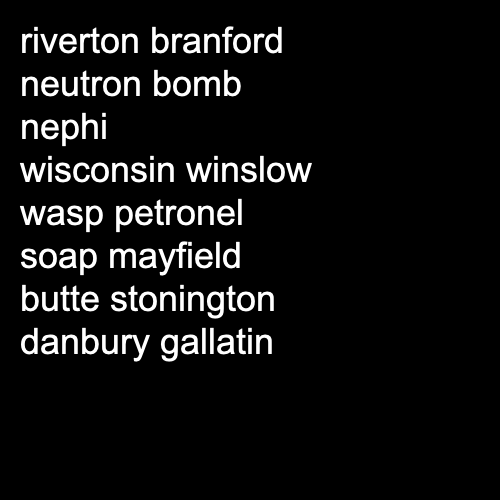 riverton branford
neutron bomb
nephi
wisconsin winslow
wasp petronel
soap mayfield
butte stonington
danbury gallatin